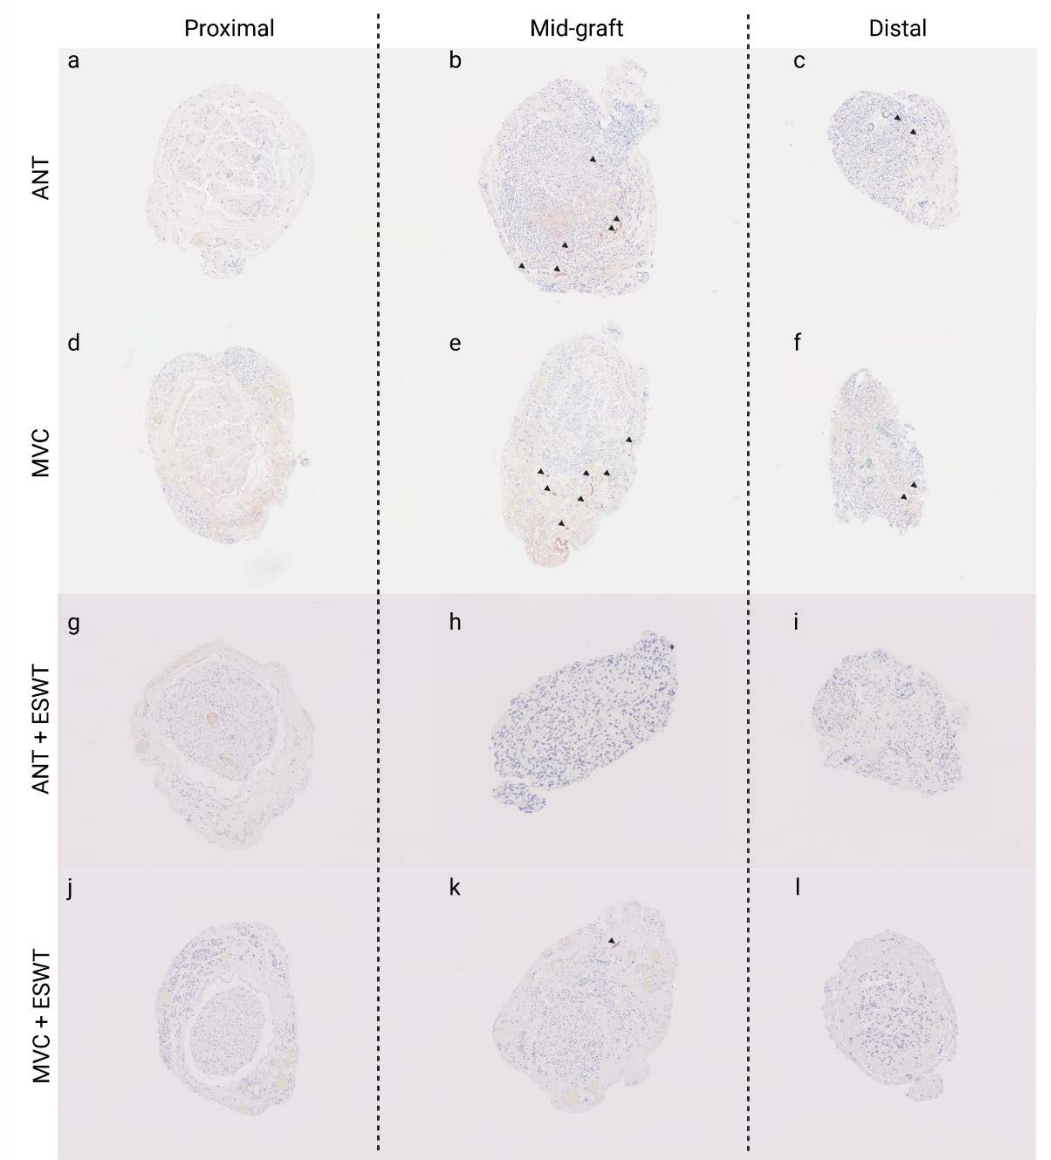 Proximal
Mid-graft
Distal
a
b
c
ANT
d
e
f
MVC
g
h
i
ANT + ESWT
j
k
l
MVC + ESWT